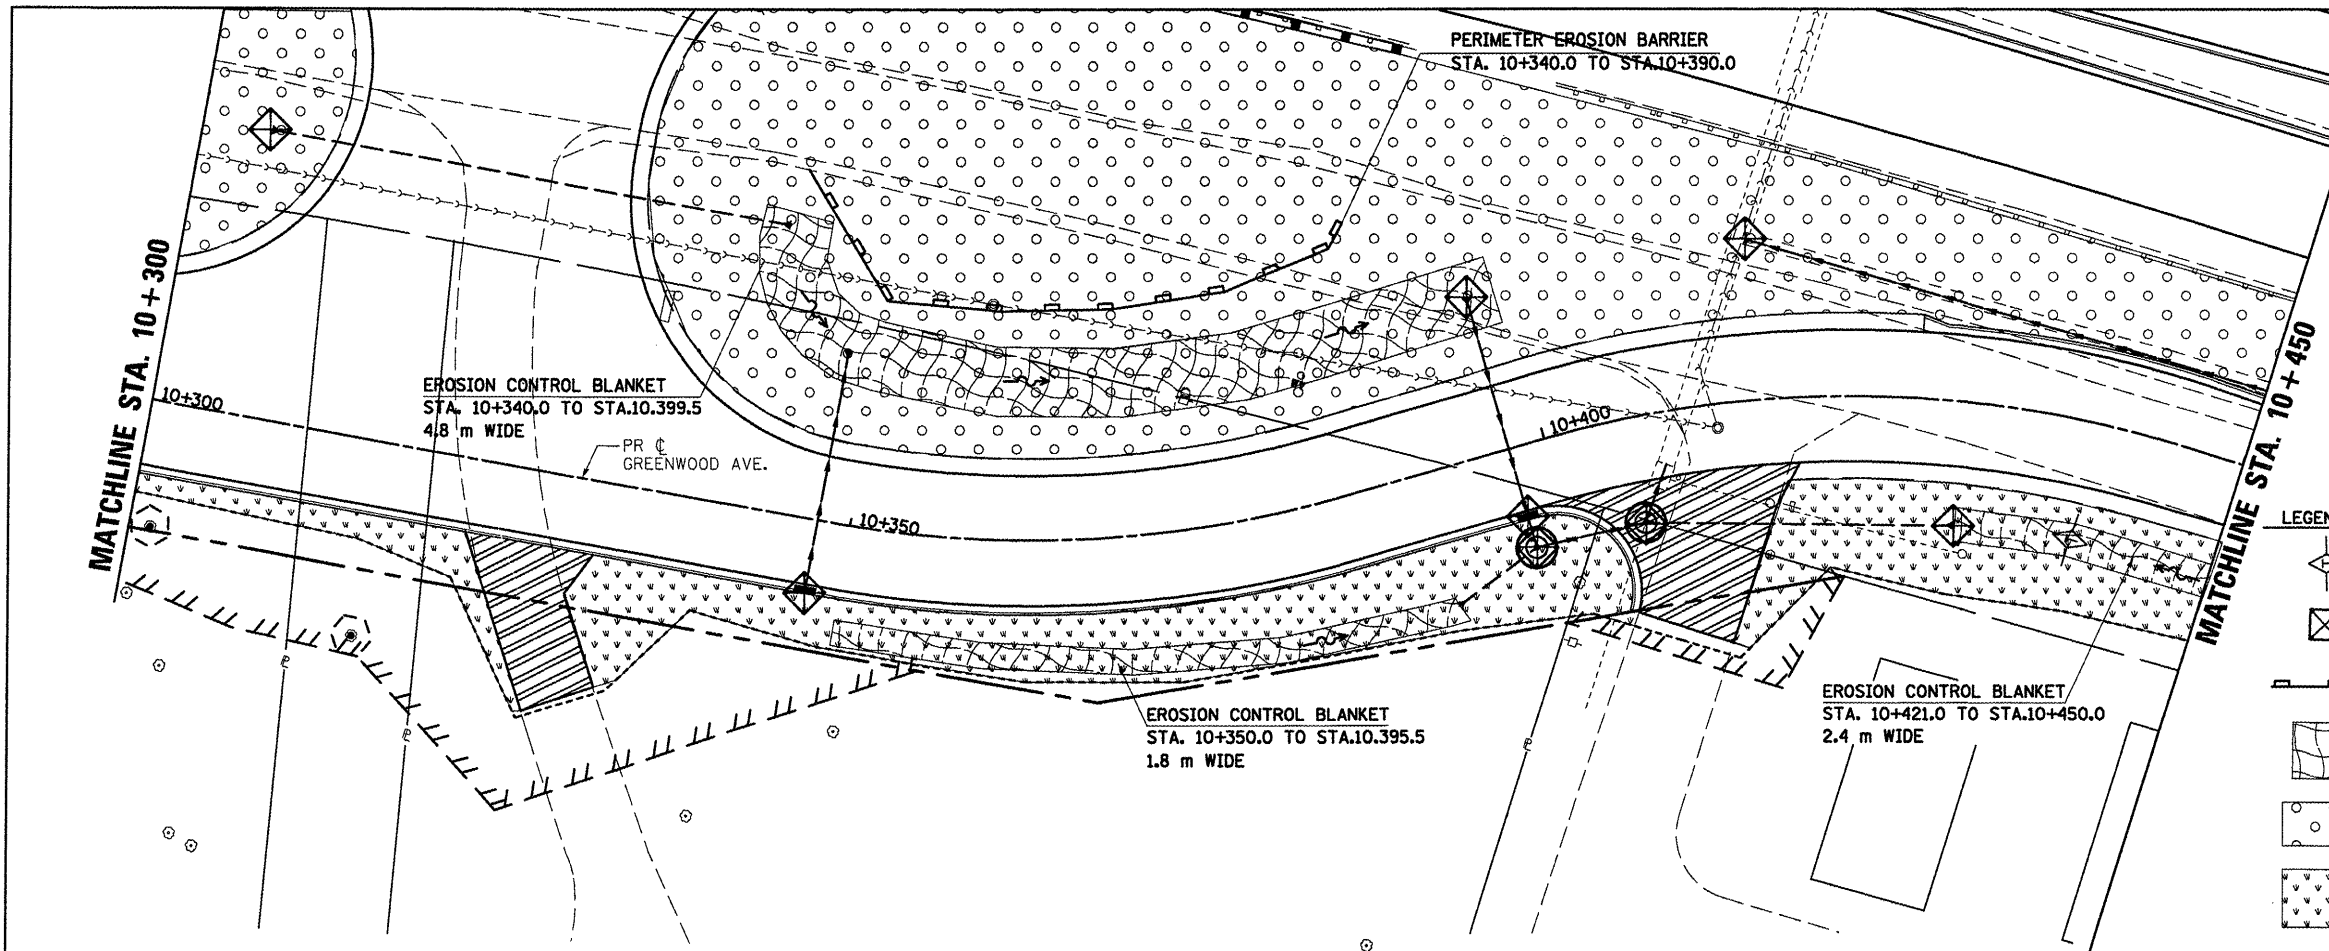 PERIMETER EROSION BARRIER
STA. 10+340.0 TO STA.10+390.0
MATCHLINE STA. 10+300
10+300
EROSION CONTROL BLANKET
STA. 10+340.0 TO STA.10.399.5
4.8 m WIDE
PR ℄
GREENWOOD AVE.
10+350
10+400
MATCHLINE STA. 10+450
LEGEN
EROSION CONTROL BLANKET
STA. 10+350.0 TO STA.10.395.5
1.8 m WIDE
EROSION CONTROL BLANKET
STA. 10+421.0 TO STA.10+450.0
2.4 m WIDE